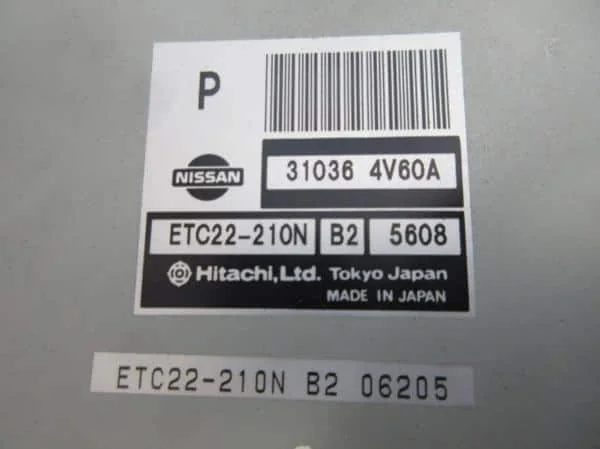 P
NISSAN
31036 4V60A
ETC22-210N B2 5608
Hitachi, Ltd. Tokyo Japan
MADE IN JAPAN
ETC22-210N B2 06205